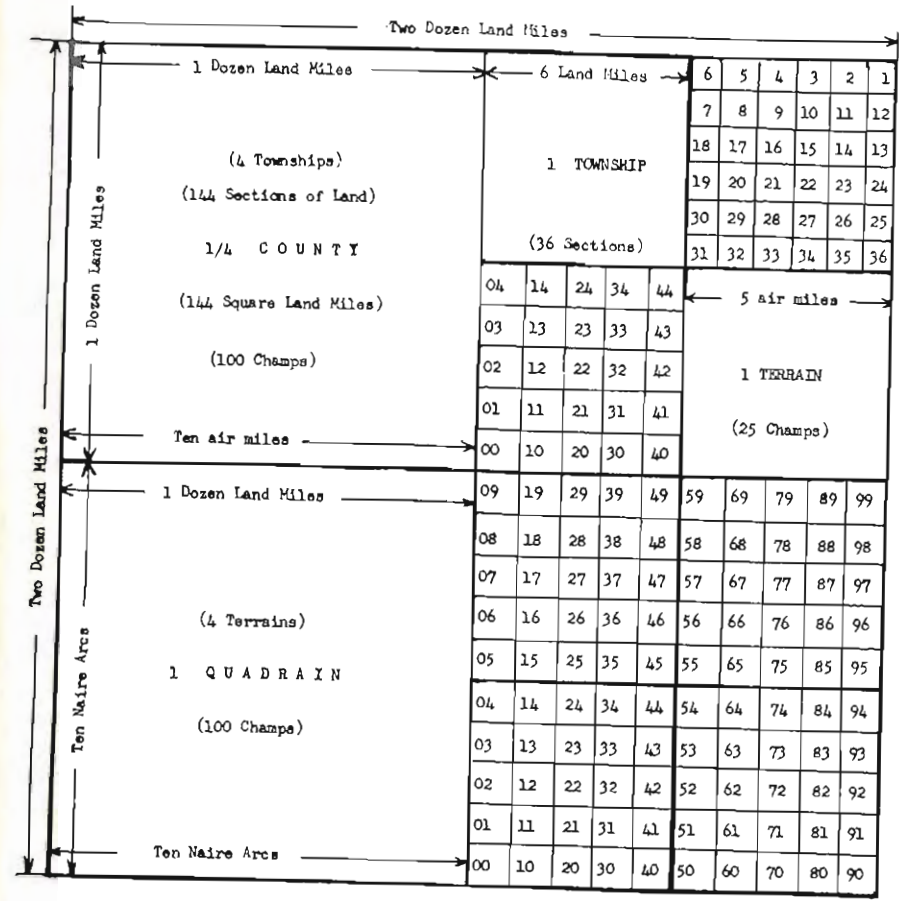 Two Dozen Land Miles
1 Dozen Land Miles
6 Land Miles
6 5 4 3 2 1
7 8 9 10 11 12
18 17 16 15 14 13
19 20 21 22 23 24
30 29 28 27 26 25
31 32 33 34 35 36
(4 Townships)
(144 Sections of Land)
1/4 COUNTY
(144 Square Land Miles)
(100 Champs)
1 TOWNSHIP
(36 Sections)
1 Dozen Land Miles
Two Dozen Land Miles
04 14 24 34 44
03 13 23 33 43
02 12 22 32 42
01 11 21 31 41
00 10 20 30 40
5 air miles
1 TERRAIN
(25 Champs)
Ten air miles
1 Dozen Land Miles
(4 Terrains)
1 QUADRAIN
(100 Champs)
Ten Naire Arcs
Ten Naire Arcs
09 19 29 39 49 59 69 79 89 99
08 18 28 38 48 58 68 78 88 98
07 17 27 37 47 57 67 77 87 97
06 16 26 36 46 56 66 76 86 96
05 15 25 35 45 55 65 75 85 95
04 14 24 34 44 54 64 74 84 94
03 13 23 33 43 53 63 73 83 93
02 12 22 32 42 52 62 72 82 92
01 11 21 31 41 51 61 71 81 91
00 10 20 30 40 50 60 70 80 90